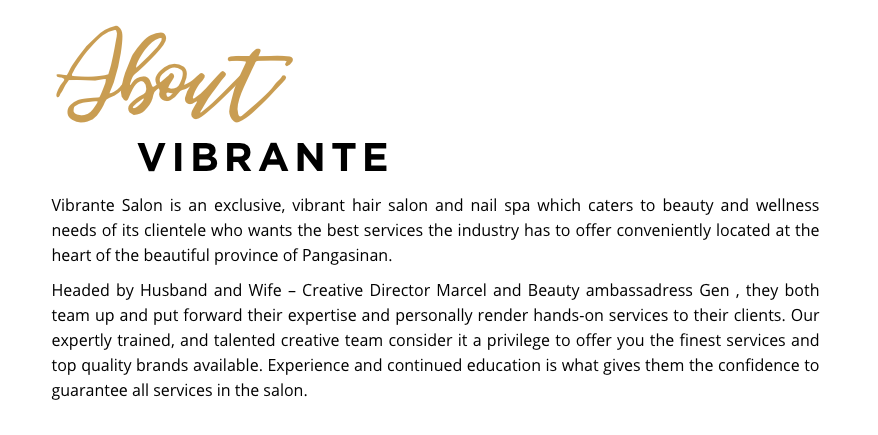 About
VIBRANTE
Vibrante Salon is an exclusive, vibrant hair salon and nail spa which caters to beauty and wellness
needs of its clientele who wants the best services the industry has to offer conveniently located at the
heart of the beautiful province of Pangasinan.
Headed by Husband and Wife – Creative Director Marcel and Beauty ambassadress Gen , they both
team up and put forward their expertise and personally render hands-on services to their clients. Our
expertly trained, and talented creative team consider it a privilege to offer you the finest services and
top quality brands available. Experience and continued education is what gives them the confidence to
guarantee all services in the salon.